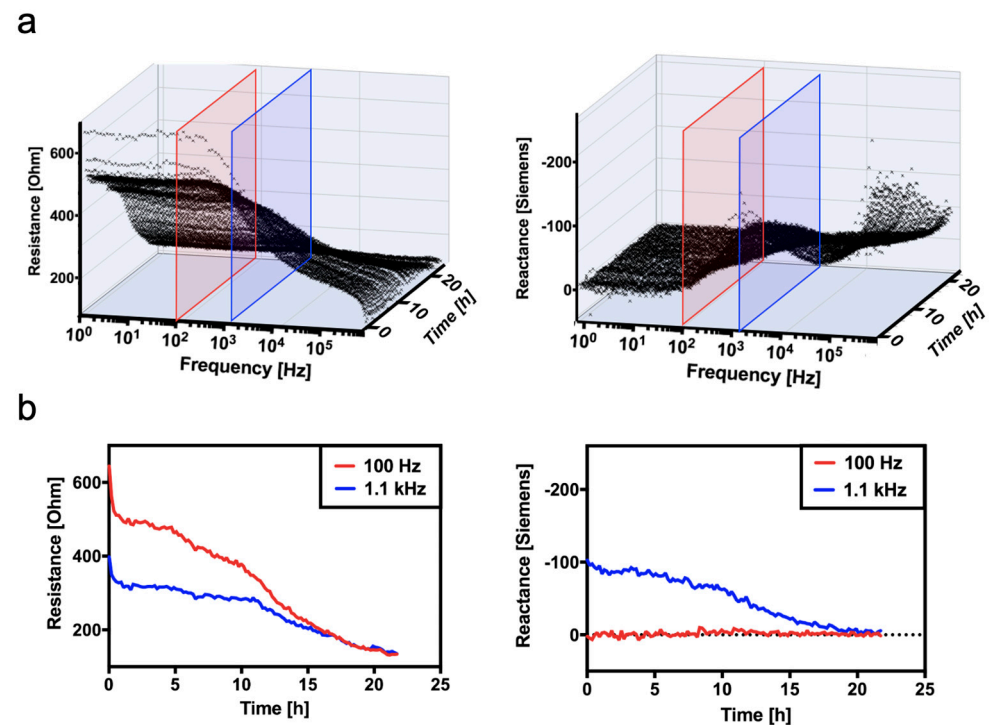 a
Resistance [Ohm]
600
400
200
10⁰
10¹
10²
10³
10⁴
10⁵
Frequency [Hz]
0
10
20
Time [h]
Reactance [Siemens]
-200
-100
0
10⁰
10¹
10²
10³
10⁴
10⁵
Frequency [Hz]
0
10
20
Time [h]
b
Resistance [Ohm]
600
400
200
100 Hz
1.1 kHz
0
5
10
15
20
25
Time [h]
Reactance [Siemens]
-200
-100
0
100 Hz
1.1 kHz
0
5
10
15
20
25
Time [h]